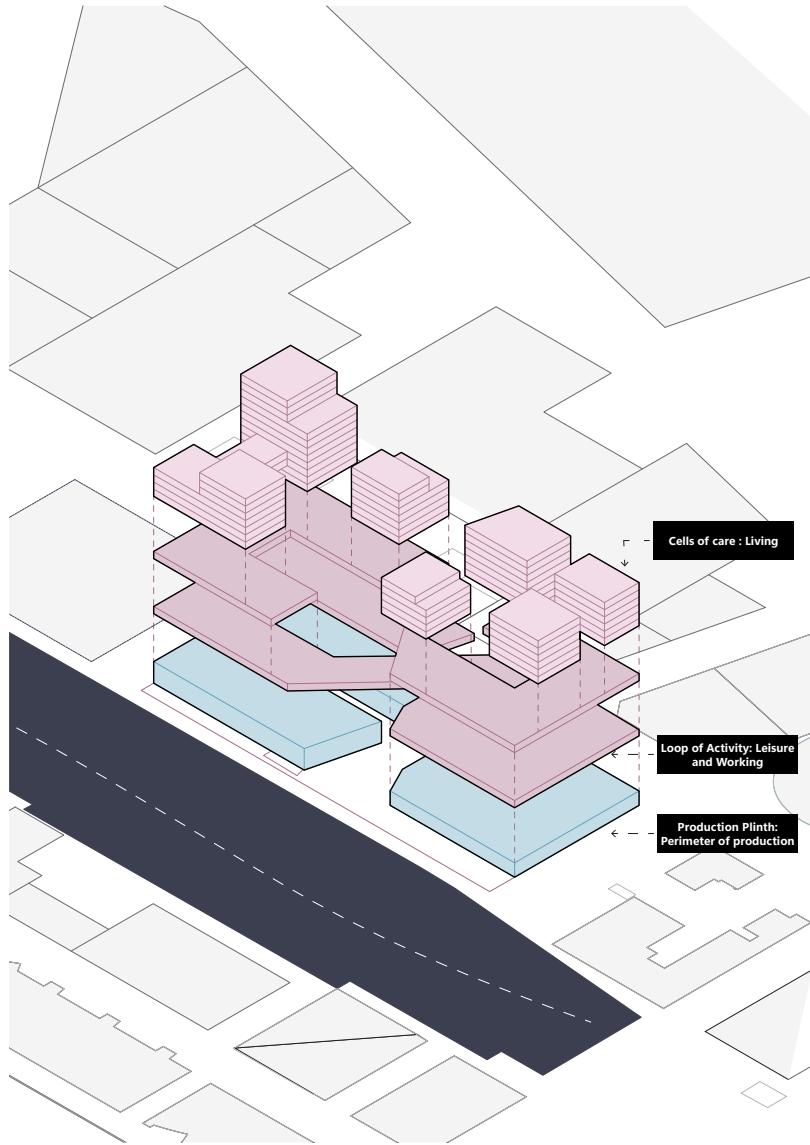 Cells of care : Living
Loop of Activity: Leisure
and Working
Production Plinth:
Perimeter of production